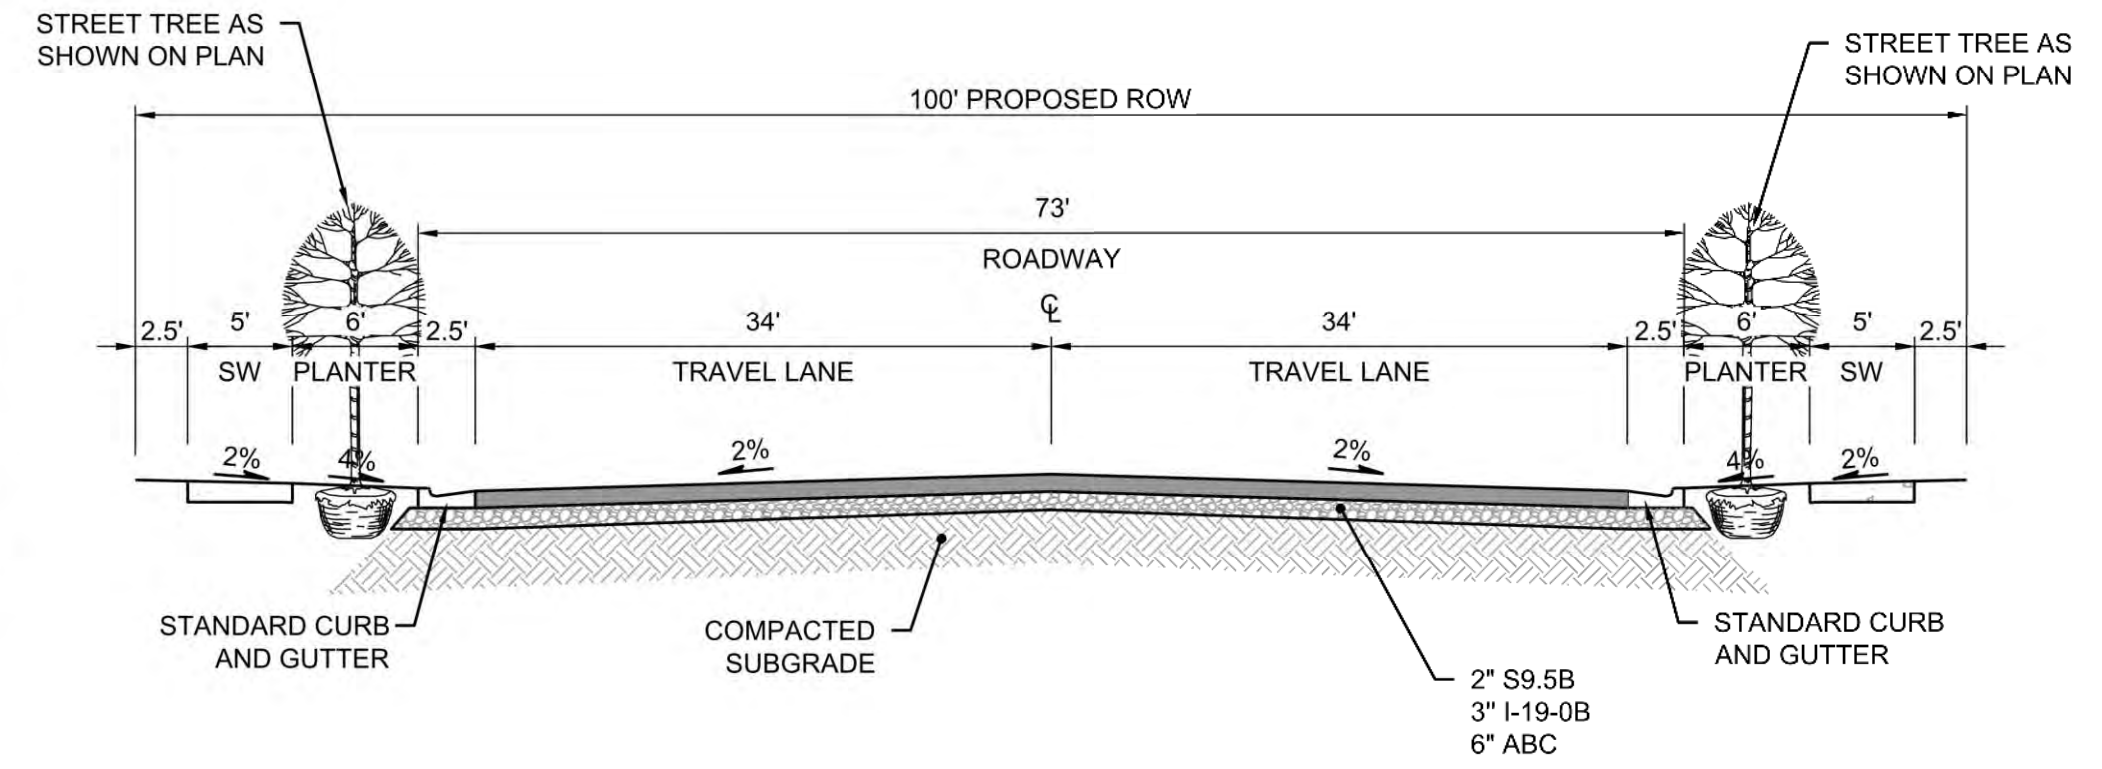 STREET TREE AS
SHOWN ON PLAN
STREET TREE AS
SHOWN ON PLAN
100' PROPOSED ROW
73'
ROADWAY
℄
2.5' 5' 6' 2.5' 34' 34' 2.5' 6' 5' 2.5'
SW PLANTER TRAVEL LANE TRAVEL LANE PLANTER SW
2% 4% 2% 2% 4% 2%
STANDARD CURB
AND GUTTER
COMPACTED
SUBGRADE
STANDARD CURB
AND GUTTER
2" S9.5B
3" I-19-0B
6" ABC